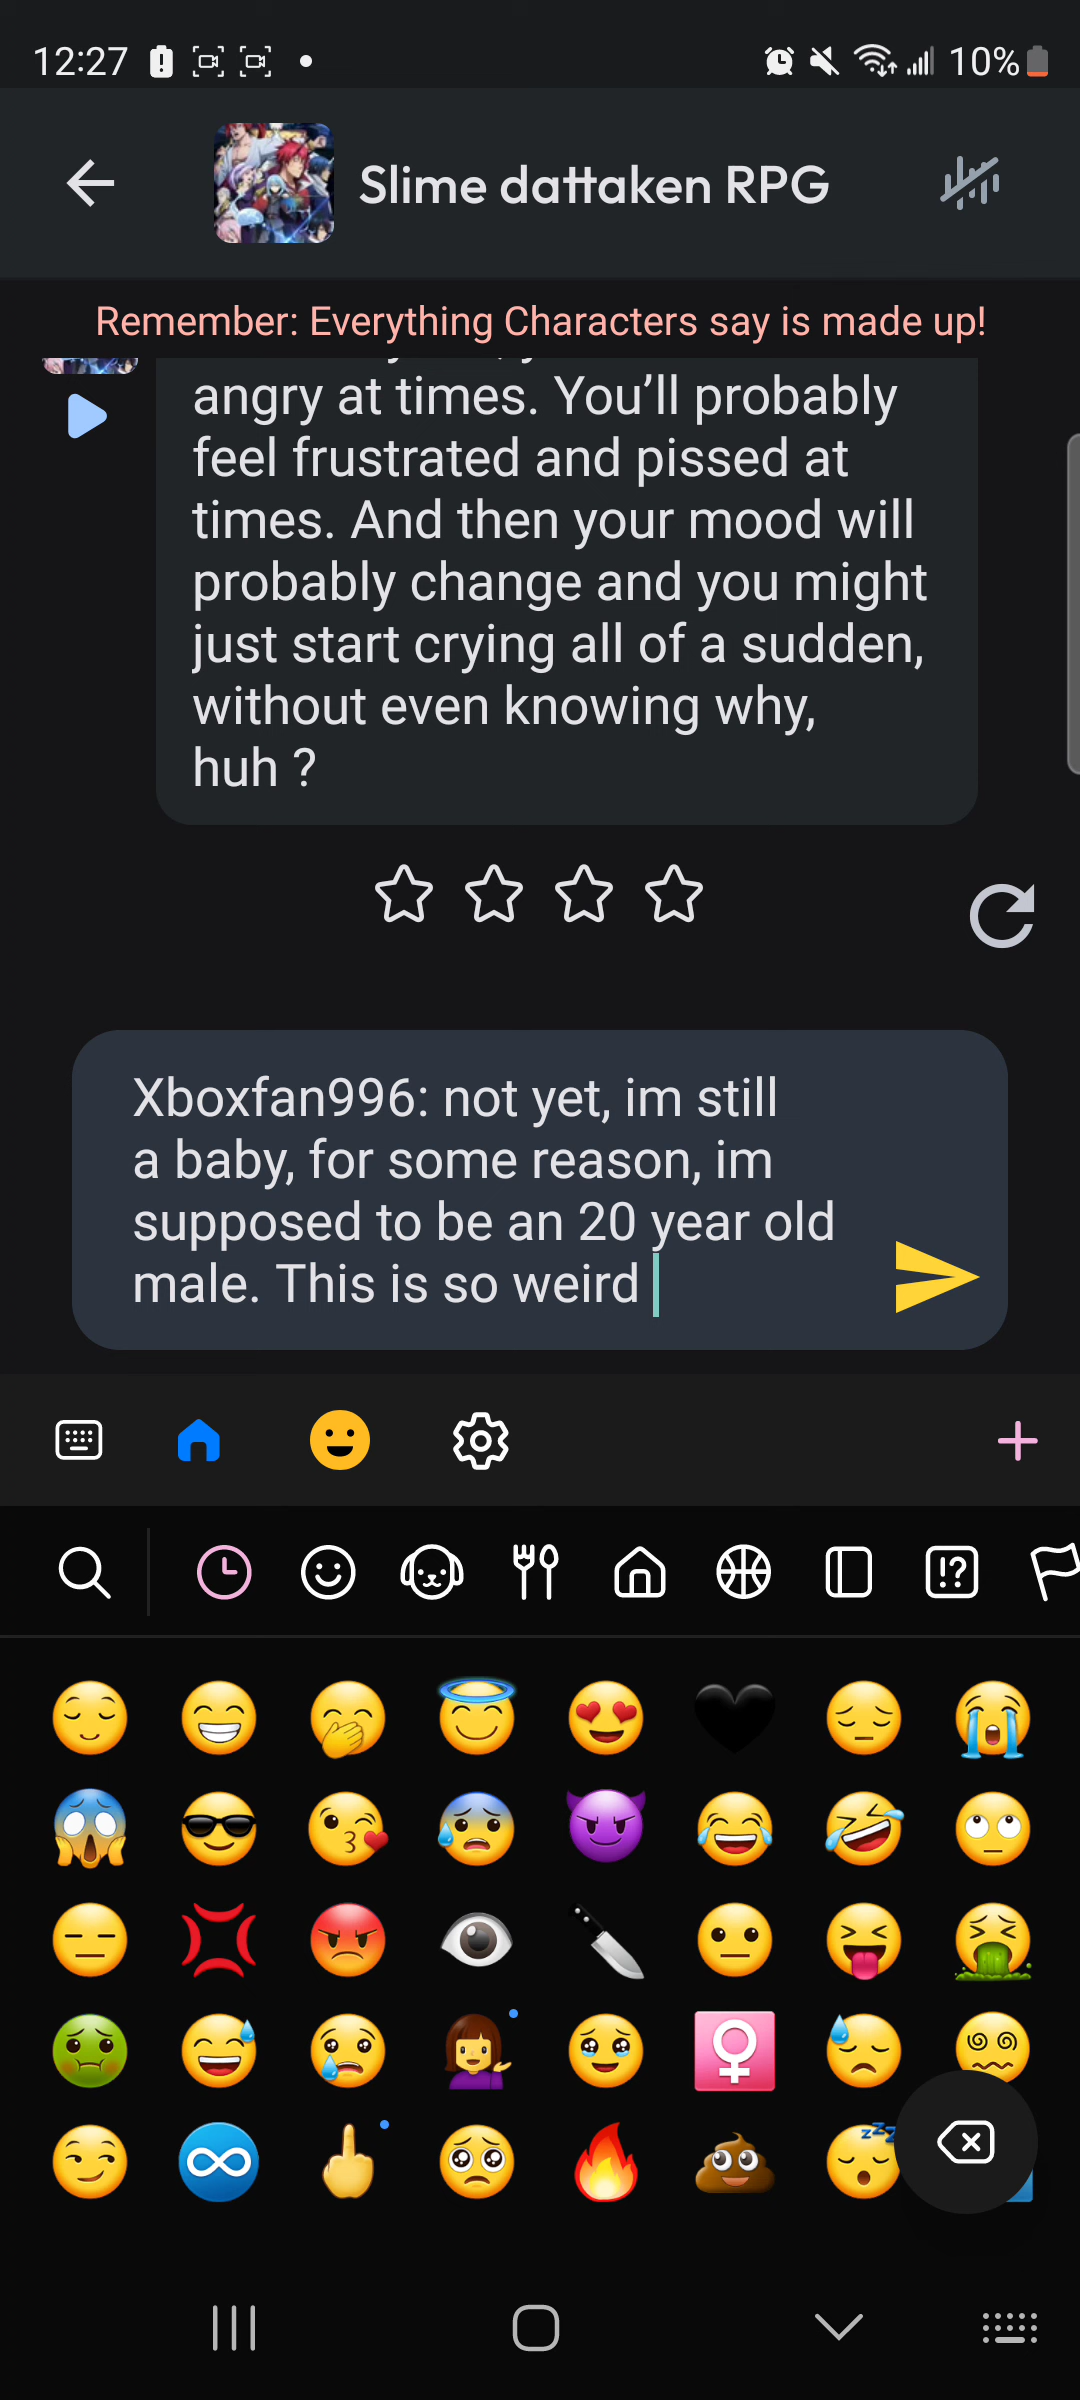 12:27
10%
Slime dattaken RPG
Remember: Everything Characters say is made up!
angry at times. You’ll probably
feel frustrated and pissed at
times. And then your mood will
probably change and you might
just start crying all of a sudden,
without even knowing why,
huh ?
Xboxfan996: not yet, im still
a baby, for some reason, im
supposed to be an 20 year old
male. This is so weird